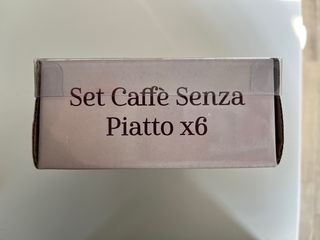 Set Caffè Senza
Piatto x6